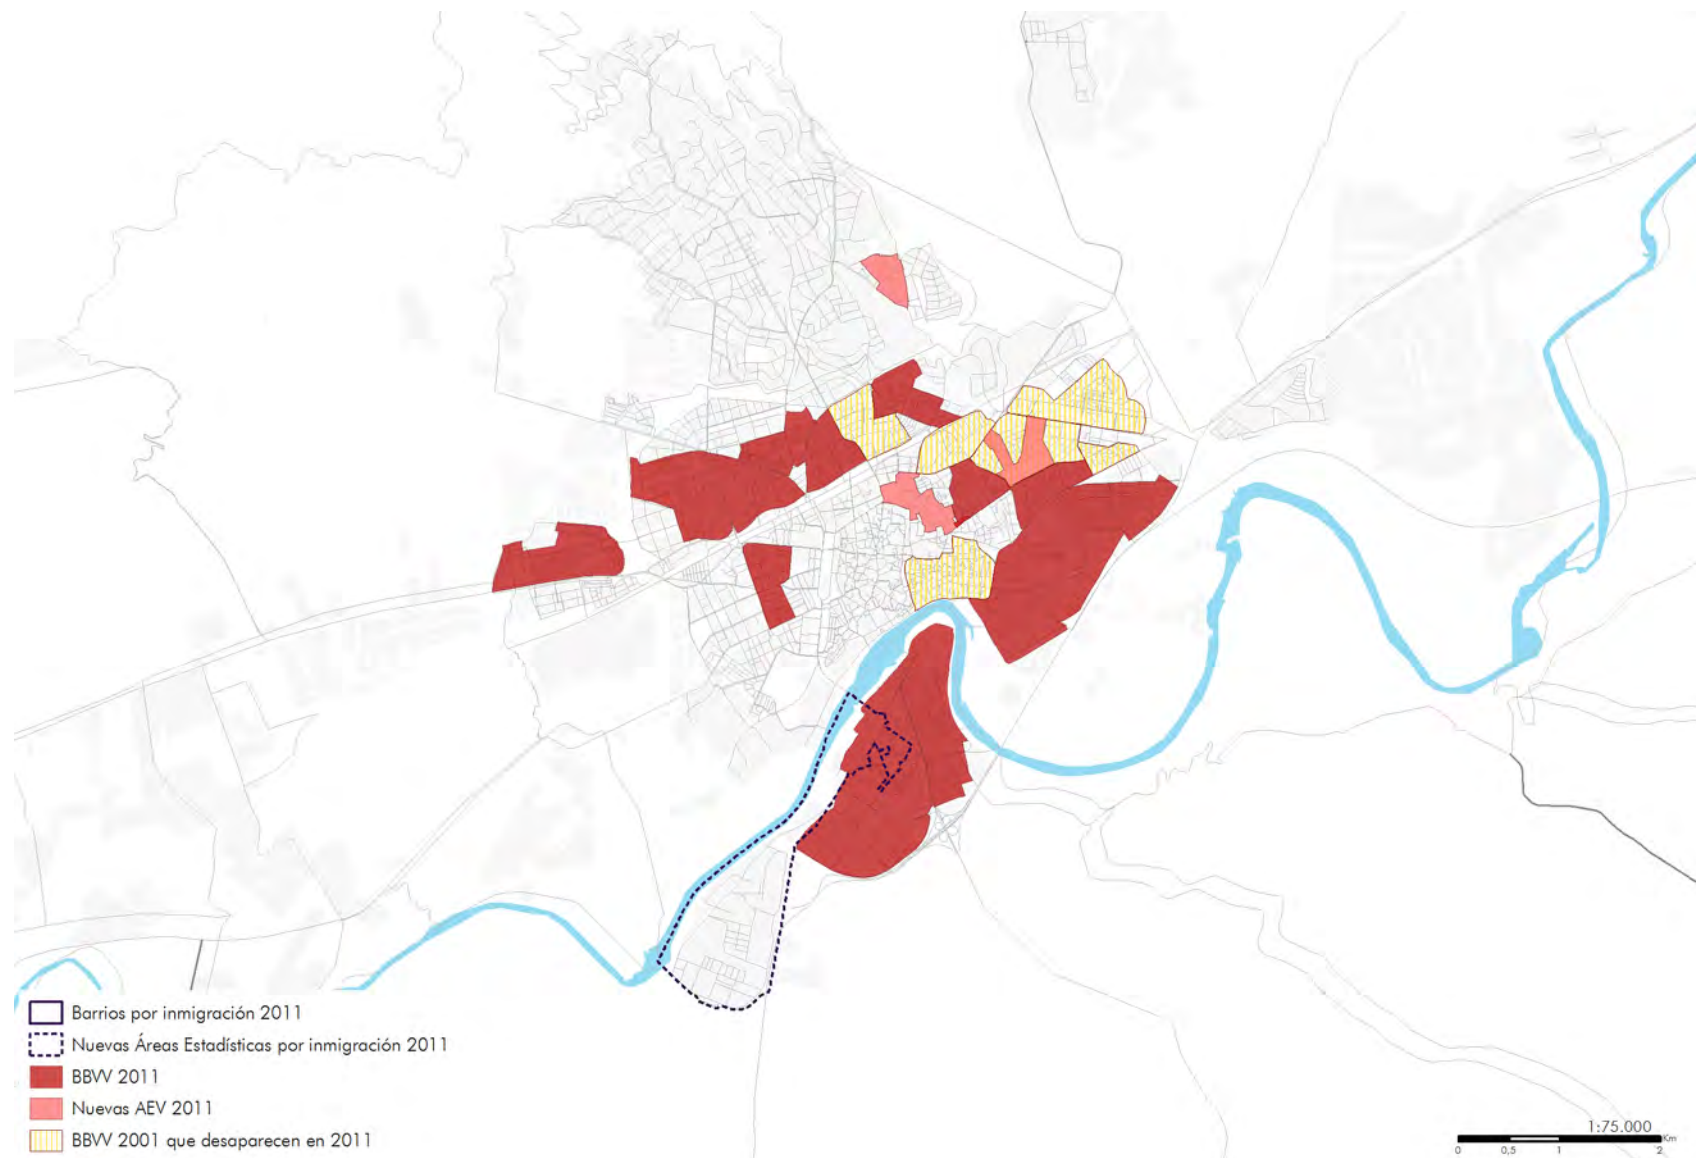 Barrios por inmigración 2011
Nuevas Áreas Estadísticas por inmigración 2011
BBVV 2011
Nuevas AEV 2011
BBVV 2001 que desaparecen en 2011
1:75.000
Km
0 0,5 1 2